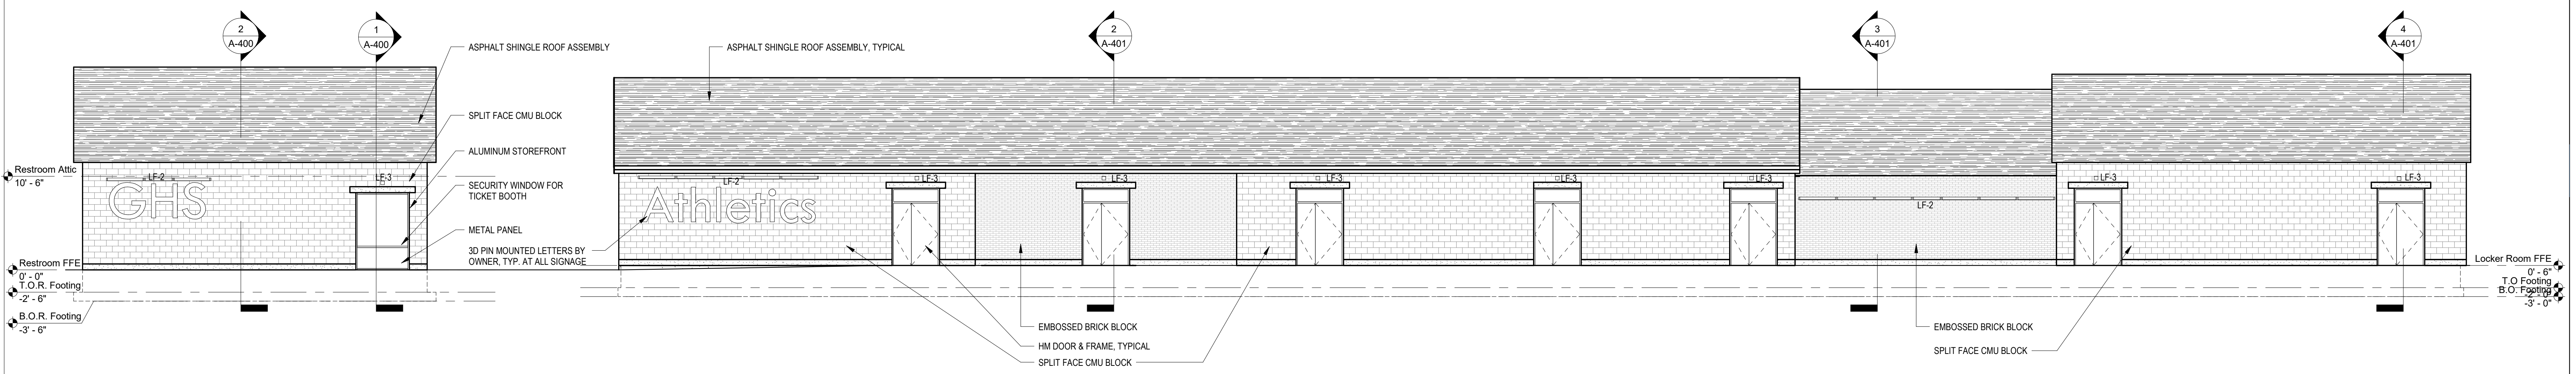 2
A-400
1
A-400
2
A-401
3
A-401
4
A-401
ASPHALT SHINGLE ROOF ASSEMBLY
ASPHALT SHINGLE ROOF ASSEMBLY, TYPICAL
SPLIT FACE CMU BLOCK
ALUMINUM STOREFRONT
SECURITY WINDOW FOR
TICKET BOOTH
METAL PANEL
3D PIN MOUNTED LETTERS BY
OWNER, TYP. AT ALL SIGNAGE
Restroom Attic
10' - 6"
LF-2
GHS
LF-3
LF-2
Athletics
LF-3
LF-3
LF-3
LF-3
LF-3
LF-2
LF-3
LF-3
Restroom FFE
0' - 0"
T.O.R. Footing
-2' - 6"
B.O.R. Footing
-3' - 6"
Locker Room FFE
0' - 6"
T.O Footing
-2' - 0"
B.O. Footing
-3' - 0"
EMBOSSED BRICK BLOCK
HM DOOR & FRAME, TYPICAL
SPLIT FACE CMU BLOCK
EMBOSSED BRICK BLOCK
SPLIT FACE CMU BLOCK